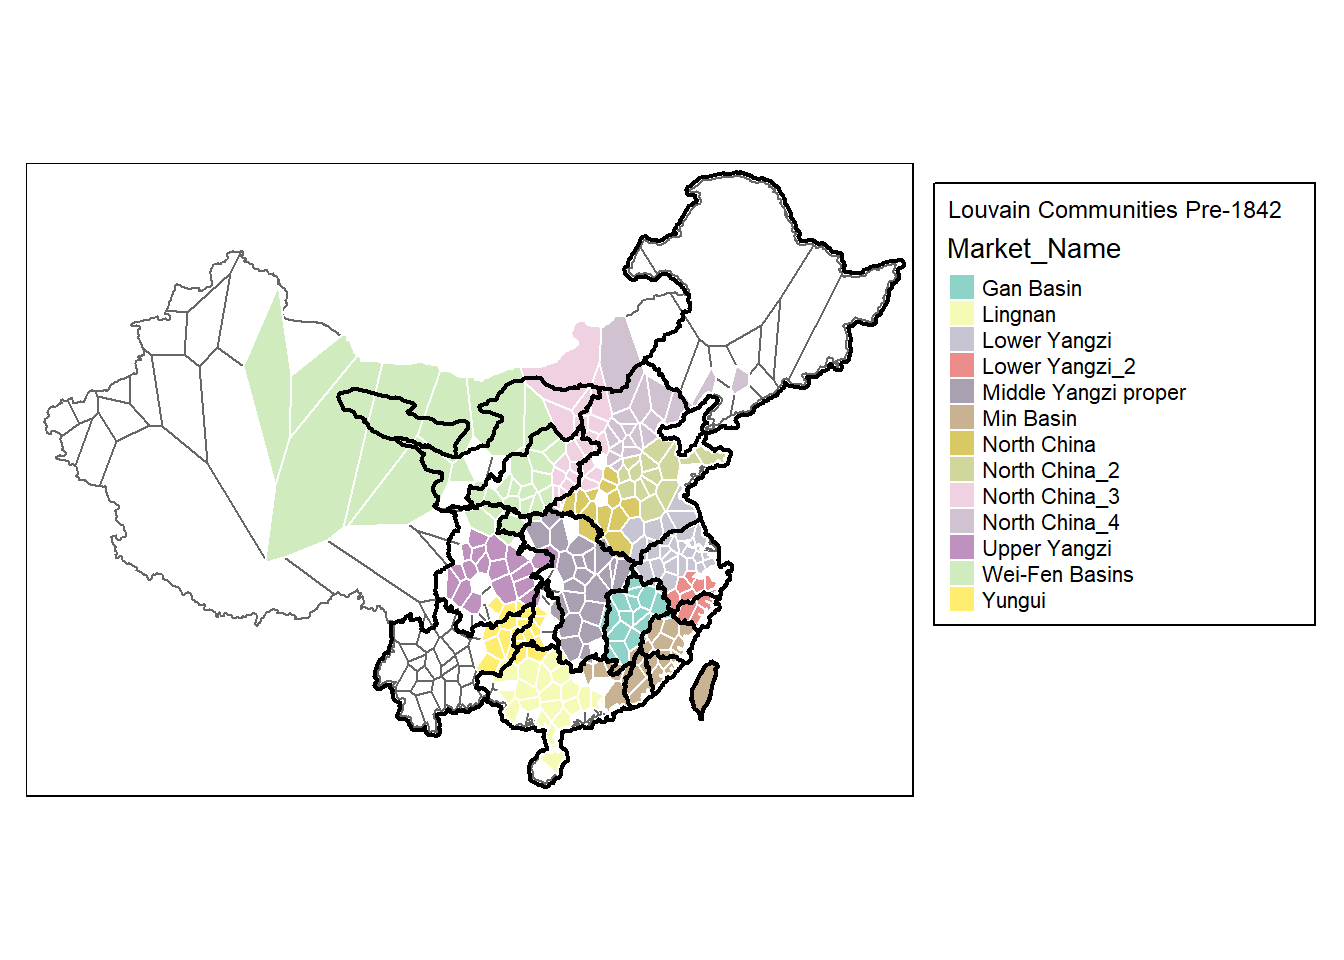 Louvain Communities Pre-1842
Market_Name
Gan Basin
Lingnan
Lower Yangzi
Lower Yangzi_2
Middle Yangzi proper
Min Basin
North China
North China_2
North China_3
North China_4
Upper Yangzi
Wei-Fen Basins
Yungui